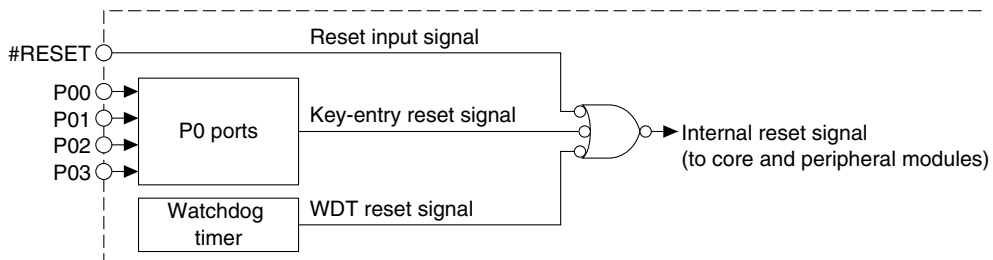 Reset input signal
#RESET
P00
P01
P02
P03
P0 ports
Key-entry reset signal
Internal reset signal
(to core and peripheral modules)
Watchdog
timer
WDT reset signal